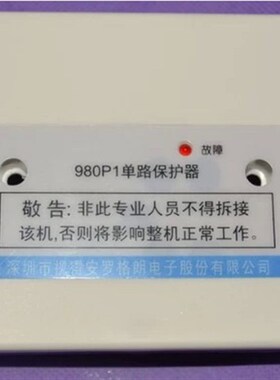 故障
980P1单路保护器
敬 告: 非此专业人员不得拆接
该机,否则将影响整机正常工作.
深圳市 安罗格朗电子股份有限公司